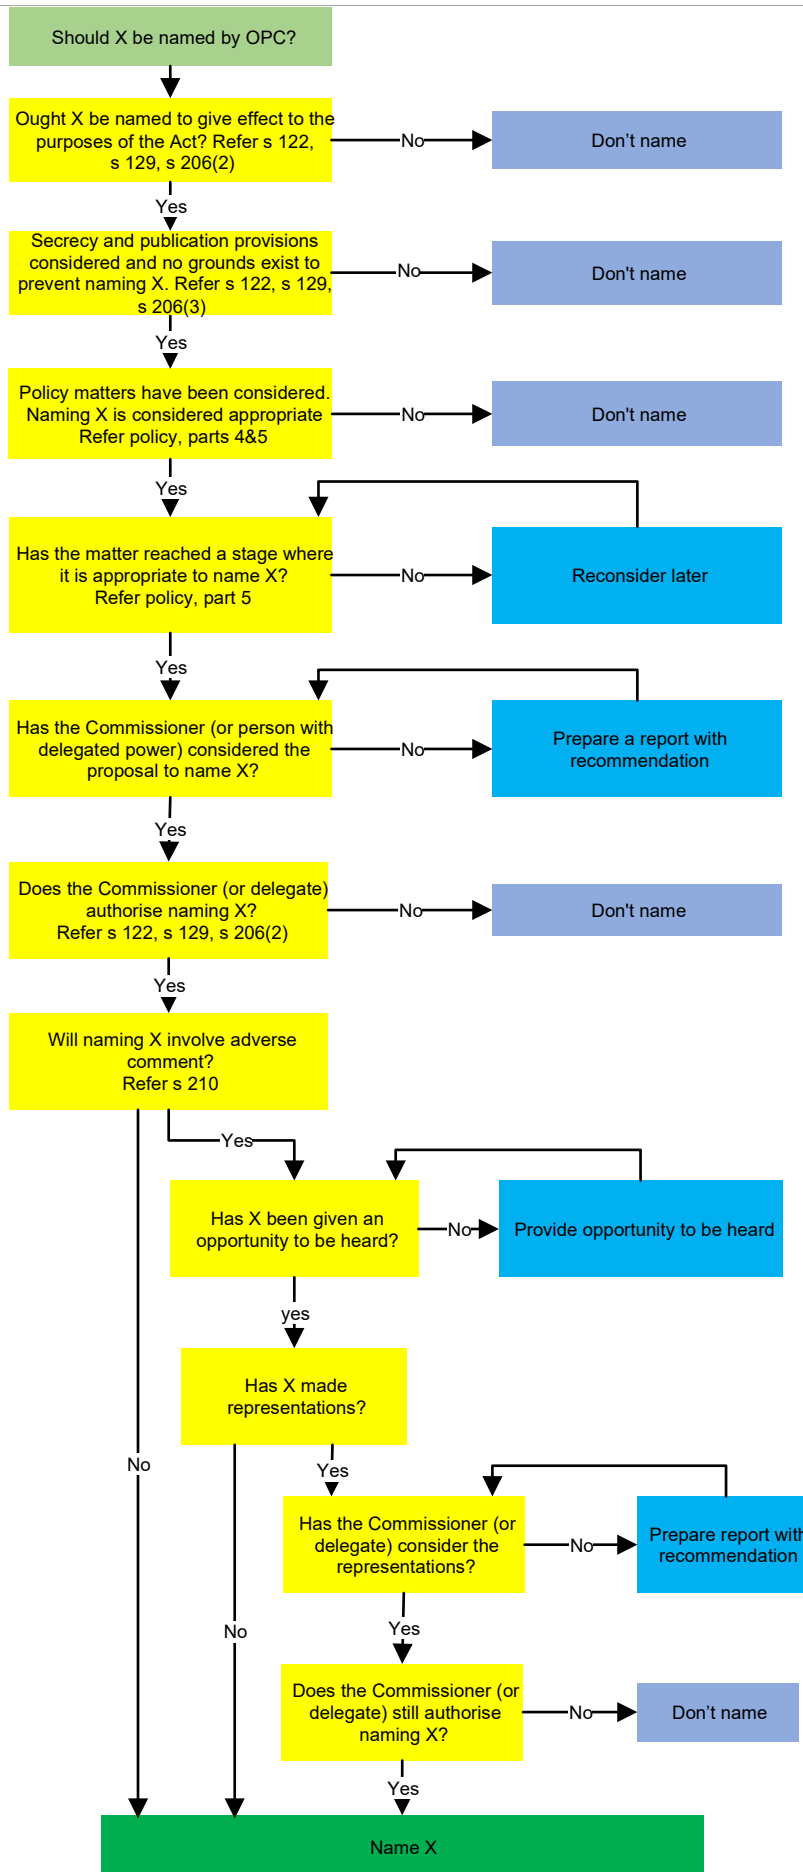 Should X be named by OPC?
Ought X be named to give effect to the
purposes of the Act? Refer s 122,
s 129, s 206(2)
No
Don’t name
Yes
Secrecy and publication provisions
considered and no grounds exist to
prevent naming X. Refer s 122, s 129,
s 206(3)
No
Don't name
Yes
Policy matters have been considered.
Naming X is considered appropriate
Refer policy, parts 4&5
No
Don't name
Yes
Has the matter reached a stage where
it is appropriate to name X?
Refer policy, part 5
No
Reconsider later
Yes
Has the Commissioner (or person with
delegated power) considered the
proposal to name X?
No
Prepare a report with
recommendation
Yes
Does the Commissioner (or delegate)
authorise naming X?
Refer s 122, s 129, s 206(2)
No
Don't name
Yes
Will naming X involve adverse
comment?
Refer s 210
Yes
Has X been given an
opportunity to be heard?
No
Provide opportunity to be heard
yes
Has X made
representations?
No
Yes
Has the Commissioner (or
delegate) consider the
representations?
No
Prepare report with
recommendation
No
Yes
Does the Commissioner (or
delegate) still authorise
naming X?
No
Don’t name
Yes
Name X